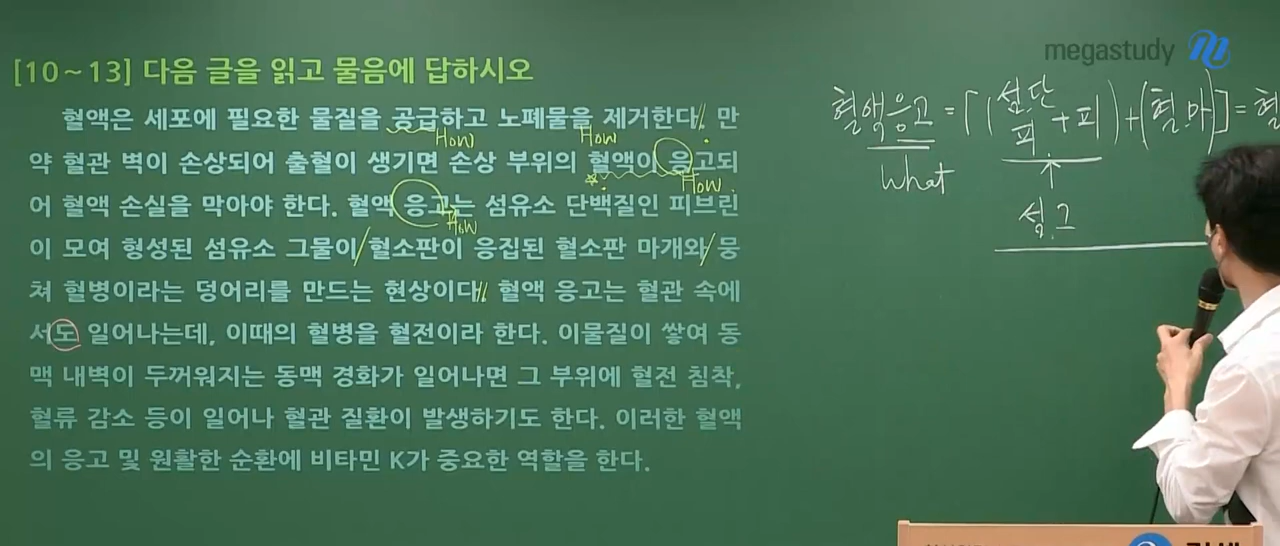 megastudy
[10~13] 다음 글을 읽고 물음에 답하시오
혈액은 세포에 필요한 물질을 공급하고 노폐물을 제거한다. 만
약 혈관 벽이 손상되어 출혈이 생기면 손상 부위의 혈액이 응고되
어 혈액 손실을 막아야 한다. 혈액 응고는 섬유소 단백질인 피브린
이 모여 형성된 섬유소 그물이 혈소판이 응집된 혈소판 마개와 뭉
쳐 혈병이라는 덩어리를 만드는 현상이다. 혈액 응고는 혈관 속에
서도 일어나는데, 이때의 혈병을 혈전이라 한다. 이물질이 쌓여 동
맥 내벽이 두꺼워지는 동맥 경화가 일어나면 그 부위에 혈전 침착,
혈류 감소 등이 일어나 혈관 질환이 발생하기도 한다. 이러한 혈액
의 응고 및 원활한 순환에 비타민 K가 중요한 역할을 한다.
How
How
How
How
혈액응고 = [(섬단
피 + 피) + (혈.마)] = 혈
What
섬.그